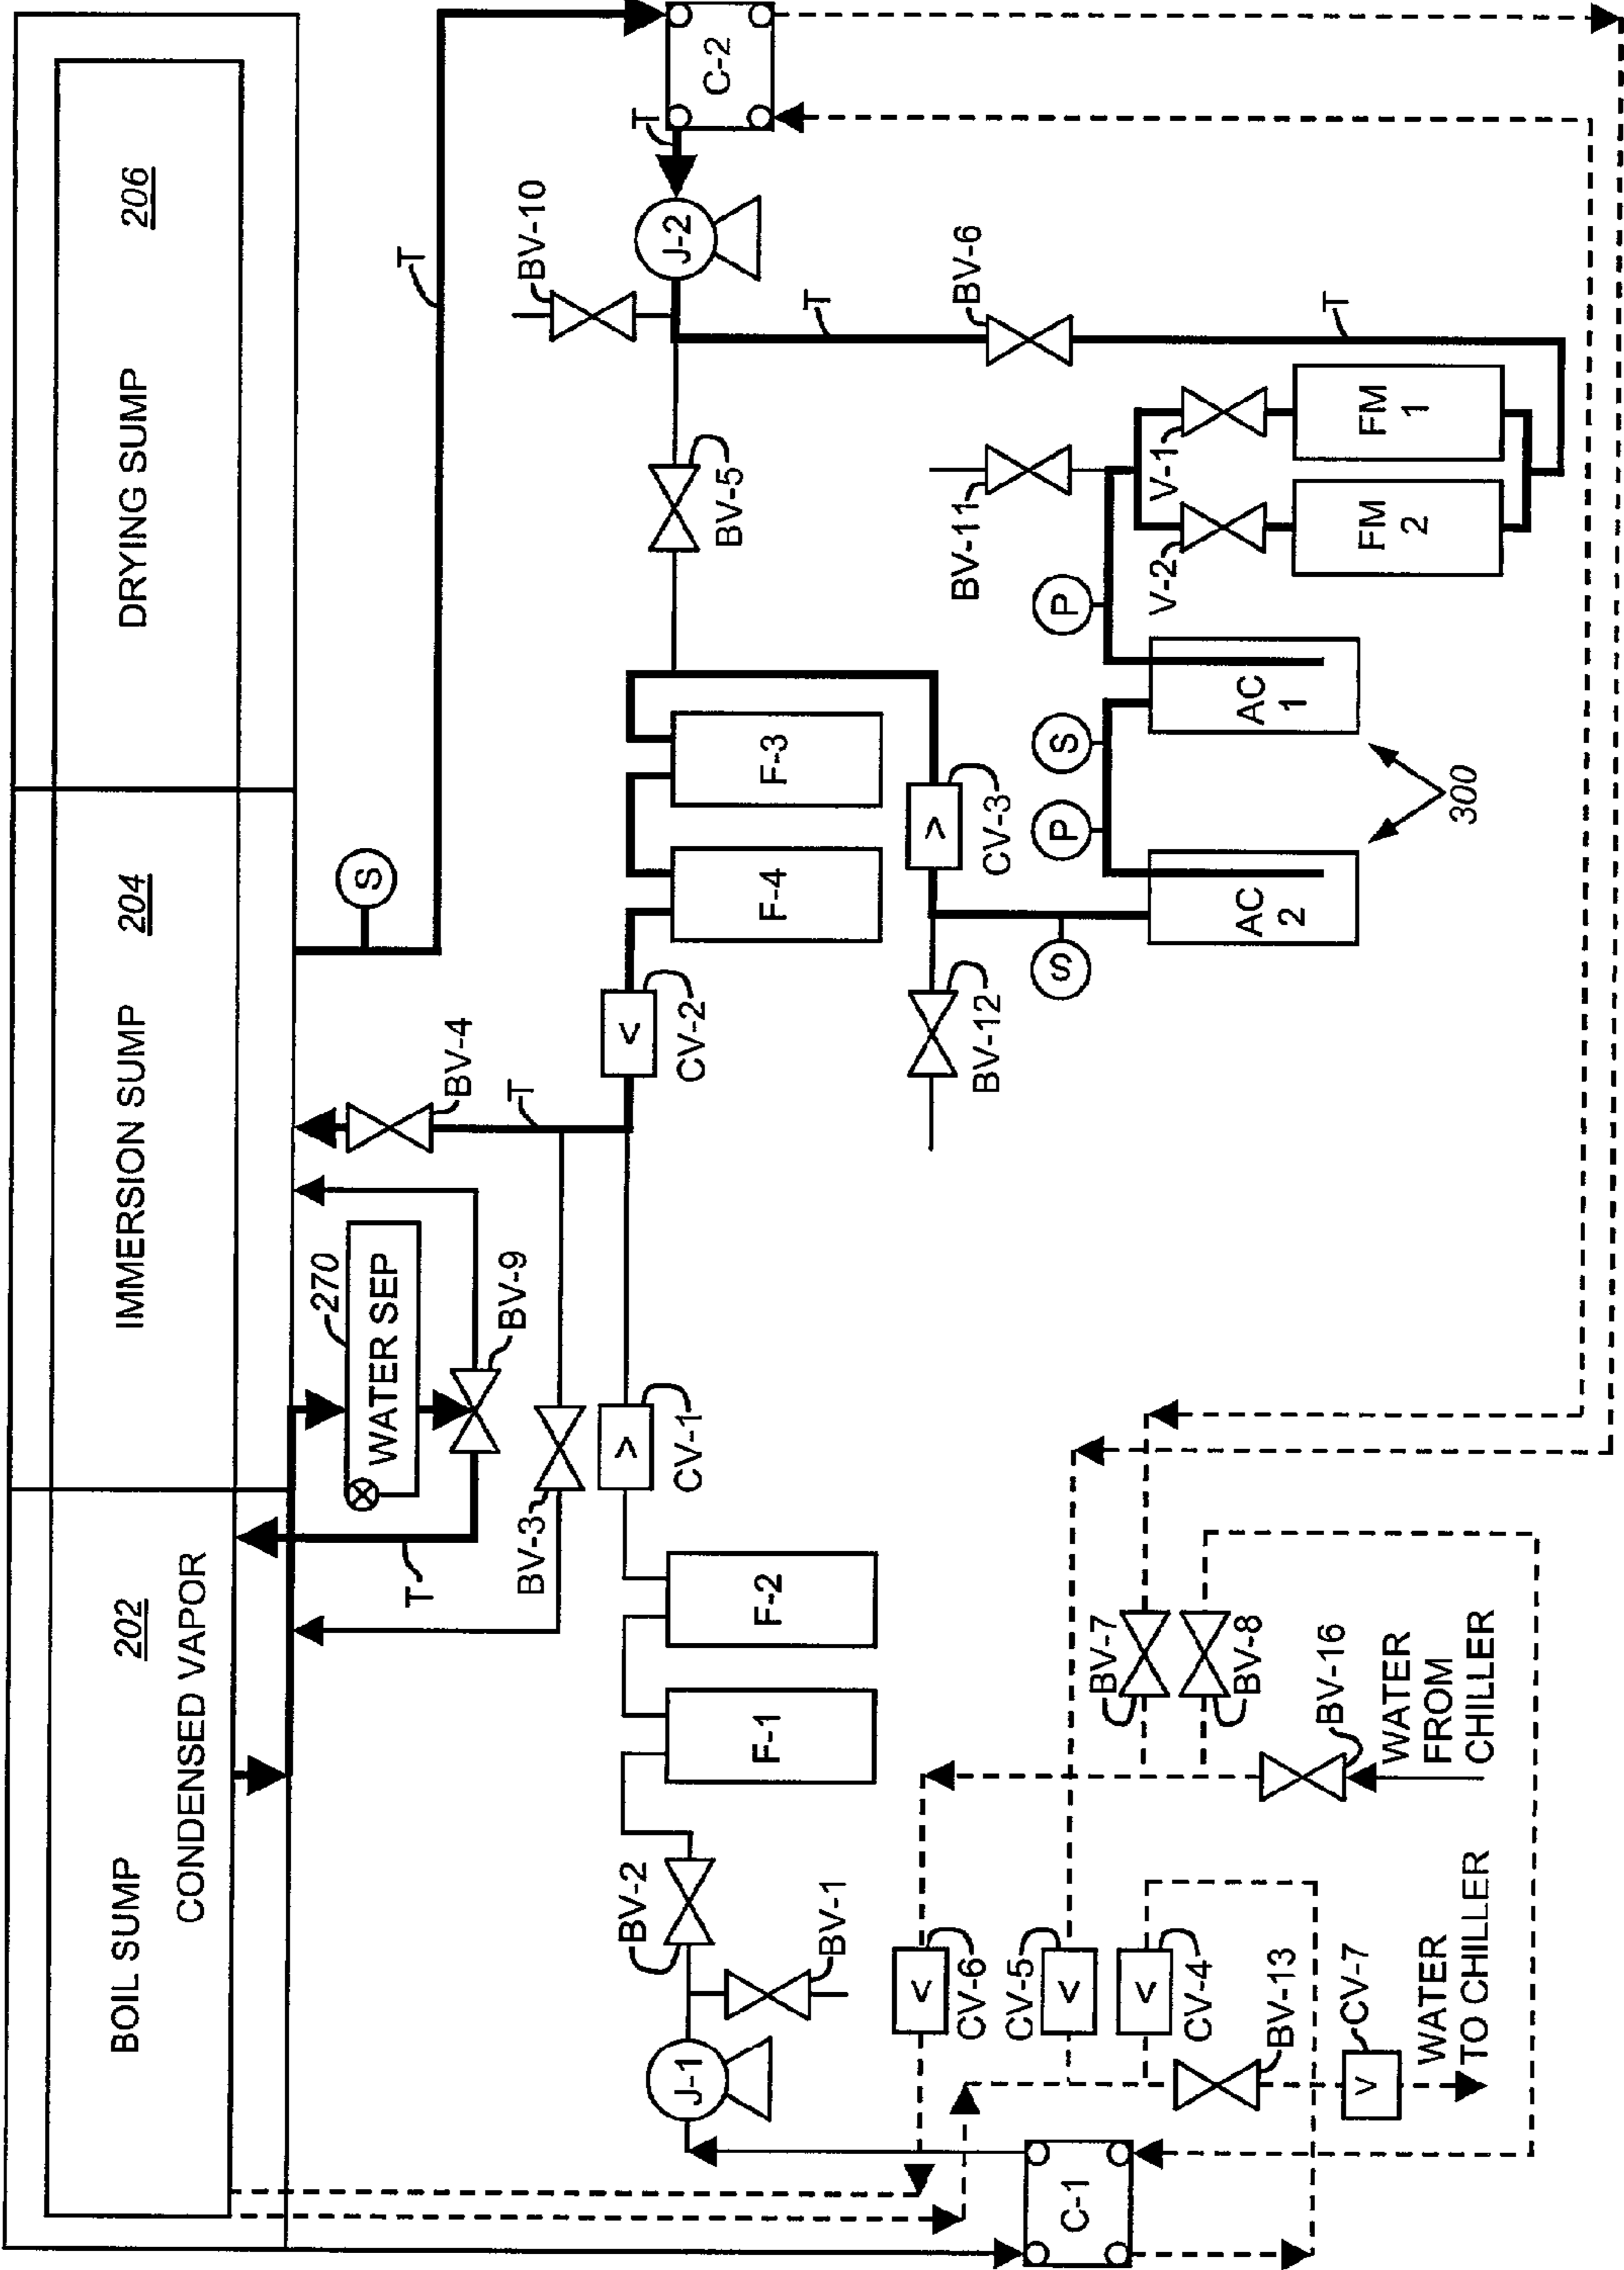 BOIL SUMP
202
CONDENSED VAPOR
IMMERSION SUMP
204
DRYING SUMP
206
270
WATER SEP
BV-9
T
BV-3
BV-4
T
S
T
C-2
T
J-2
BV-10
BV-5
T
BV-6
T
FM
1
FM
2
V-1
V-2
BV-11
P
AC
1
S
P
AC
2
300
S
BV-12
CV-3
>
F-3
F-4
<
CV-2
>
CV-1
F-2
F-1
BV-2
BV-1
J-1
<
CV-6
<
CV-5
<
CV-4
BV-7
BV-8
BV-16
WATER
FROM
CHILLER
BV-13
V
CV-7
WATER
TO CHILLER
C-1